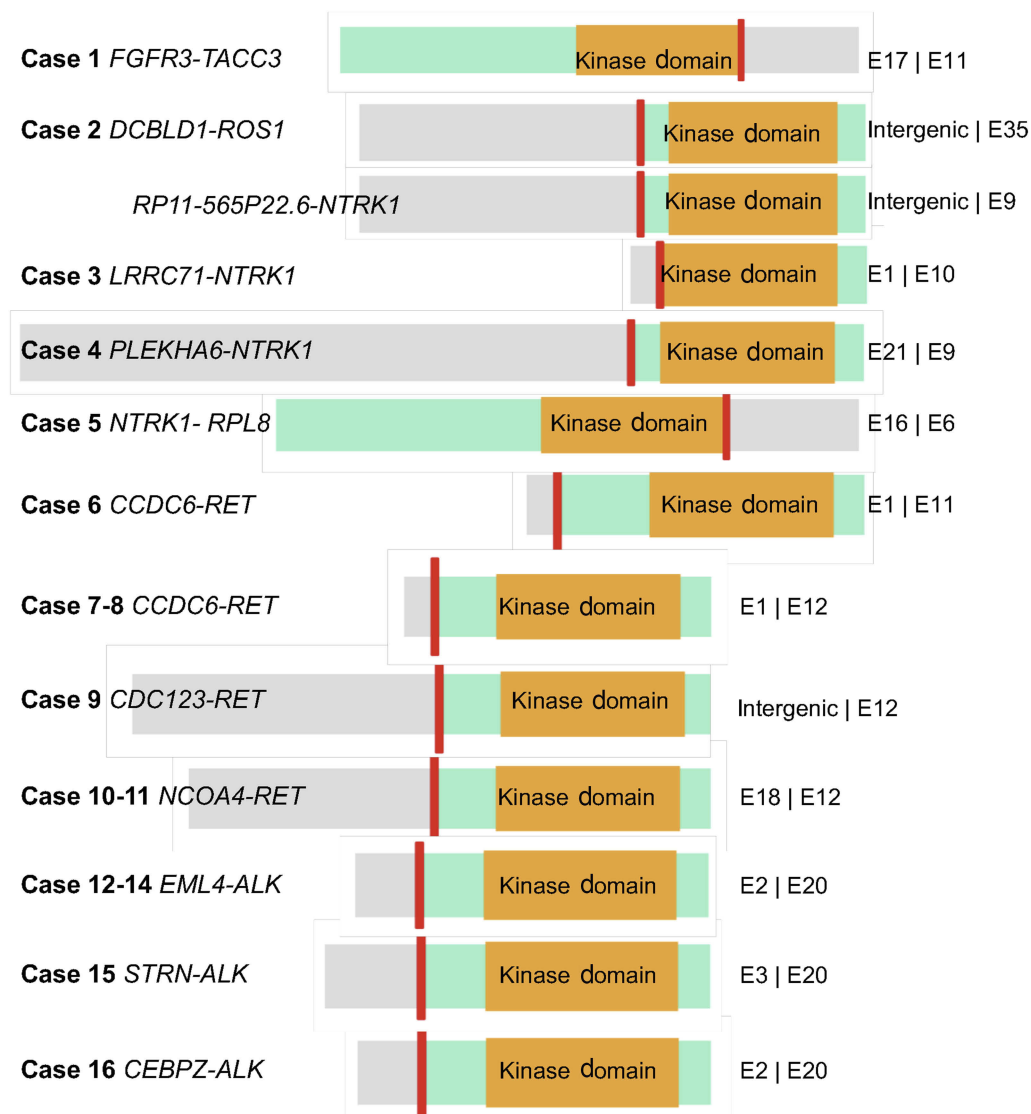 Case 1 FGFR3-TACC3 Kinase domain E17 | E11
Case 2 DCBLD1-ROS1 Kinase domain Intergenic | E35
RP11-565P22.6-NTRK1 Kinase domain Intergenic | E9
Case 3 LRRC71-NTRK1 Kinase domain E1 | E10
Case 4 PLEKHA6-NTRK1 Kinase domain E21 | E9
Case 5 NTRK1- RPL8 Kinase domain E16 | E6
Case 6 CCDC6-RET Kinase domain E1 | E11
Case 7-8 CCDC6-RET Kinase domain E1 | E12
Case 9 CDC123-RET Kinase domain Intergenic | E12
Case 10-11 NCOA4-RET Kinase domain E18 | E12
Case 12-14 EML4-ALK Kinase domain E2 | E20
Case 15 STRN-ALK Kinase domain E3 | E20
Case 16 CEBPZ-ALK Kinase domain E2 | E20